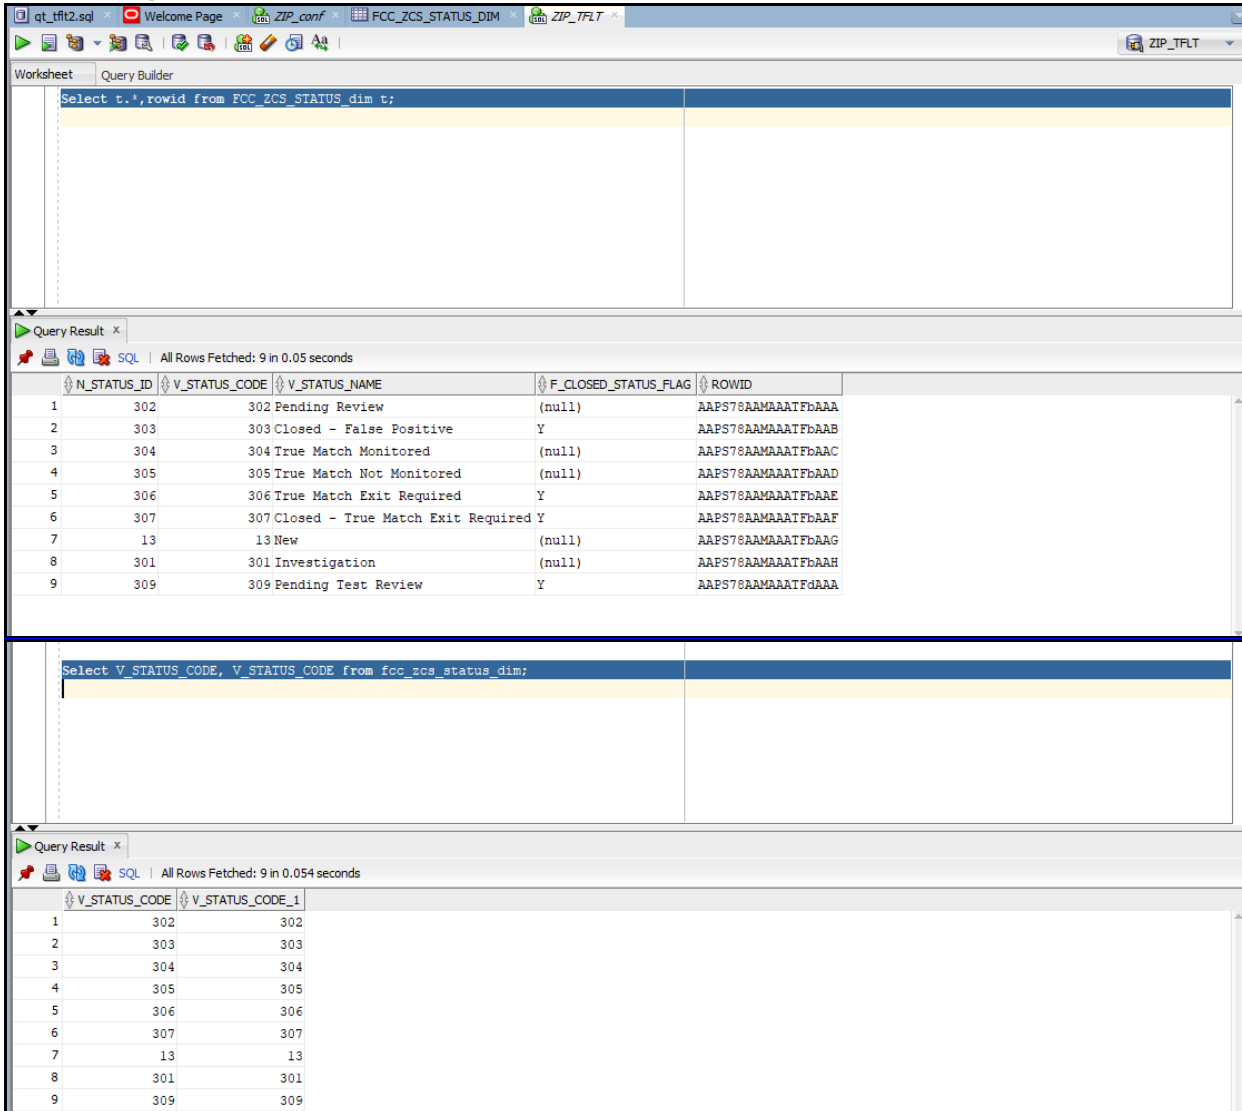 qt_tflt2.sql × Welcome Page × ZIP_conf × FCC_ZCS_STATUS_DIM × ZIP_TFLT ×
ZIP_TFLT
Worksheet Query Builder
Select t.*,rowid from FCC_ZCS_STATUS_dim t;
Query Result x
SQL | All Rows Fetched: 9 in 0.05 seconds
N_STATUS_ID V_STATUS_CODE V_STATUS_NAME F_CLOSED_STATUS_FLAG ROWID
1 302 302 Pending Review (null) AAPS78AAMAAATFbAAA
2 303 303 Closed - False Positive Y AAPS78AAMAAATFbAAB
3 304 304 True Match Monitored (null) AAPS78AAMAAATFbAAC
4 305 305 True Match Not Monitored (null) AAPS78AAMAAATFbAAD
5 306 306 True Match Exit Required Y AAPS78AAMAAATFbAAE
6 307 307 Closed - True Match Exit Required Y AAPS78AAMAAATFbAAF
7 13 13 New (null) AAPS78AAMAAATFbAAG
8 301 301 Investigation (null) AAPS78AAMAAATFbAAH
9 309 309 Pending Test Review Y AAPS78AAMAAATFdAAA
Select V_STATUS_CODE, V_STATUS_CODE from fcc_zcs_status_dim;
Query Result x
SQL | All Rows Fetched: 9 in 0.054 seconds
V_STATUS_CODE V_STATUS_CODE_1
1 302 302
2 303 303
3 304 304
4 305 305
5 306 306
6 307 307
7 13 13
8 301 301
9 309 309